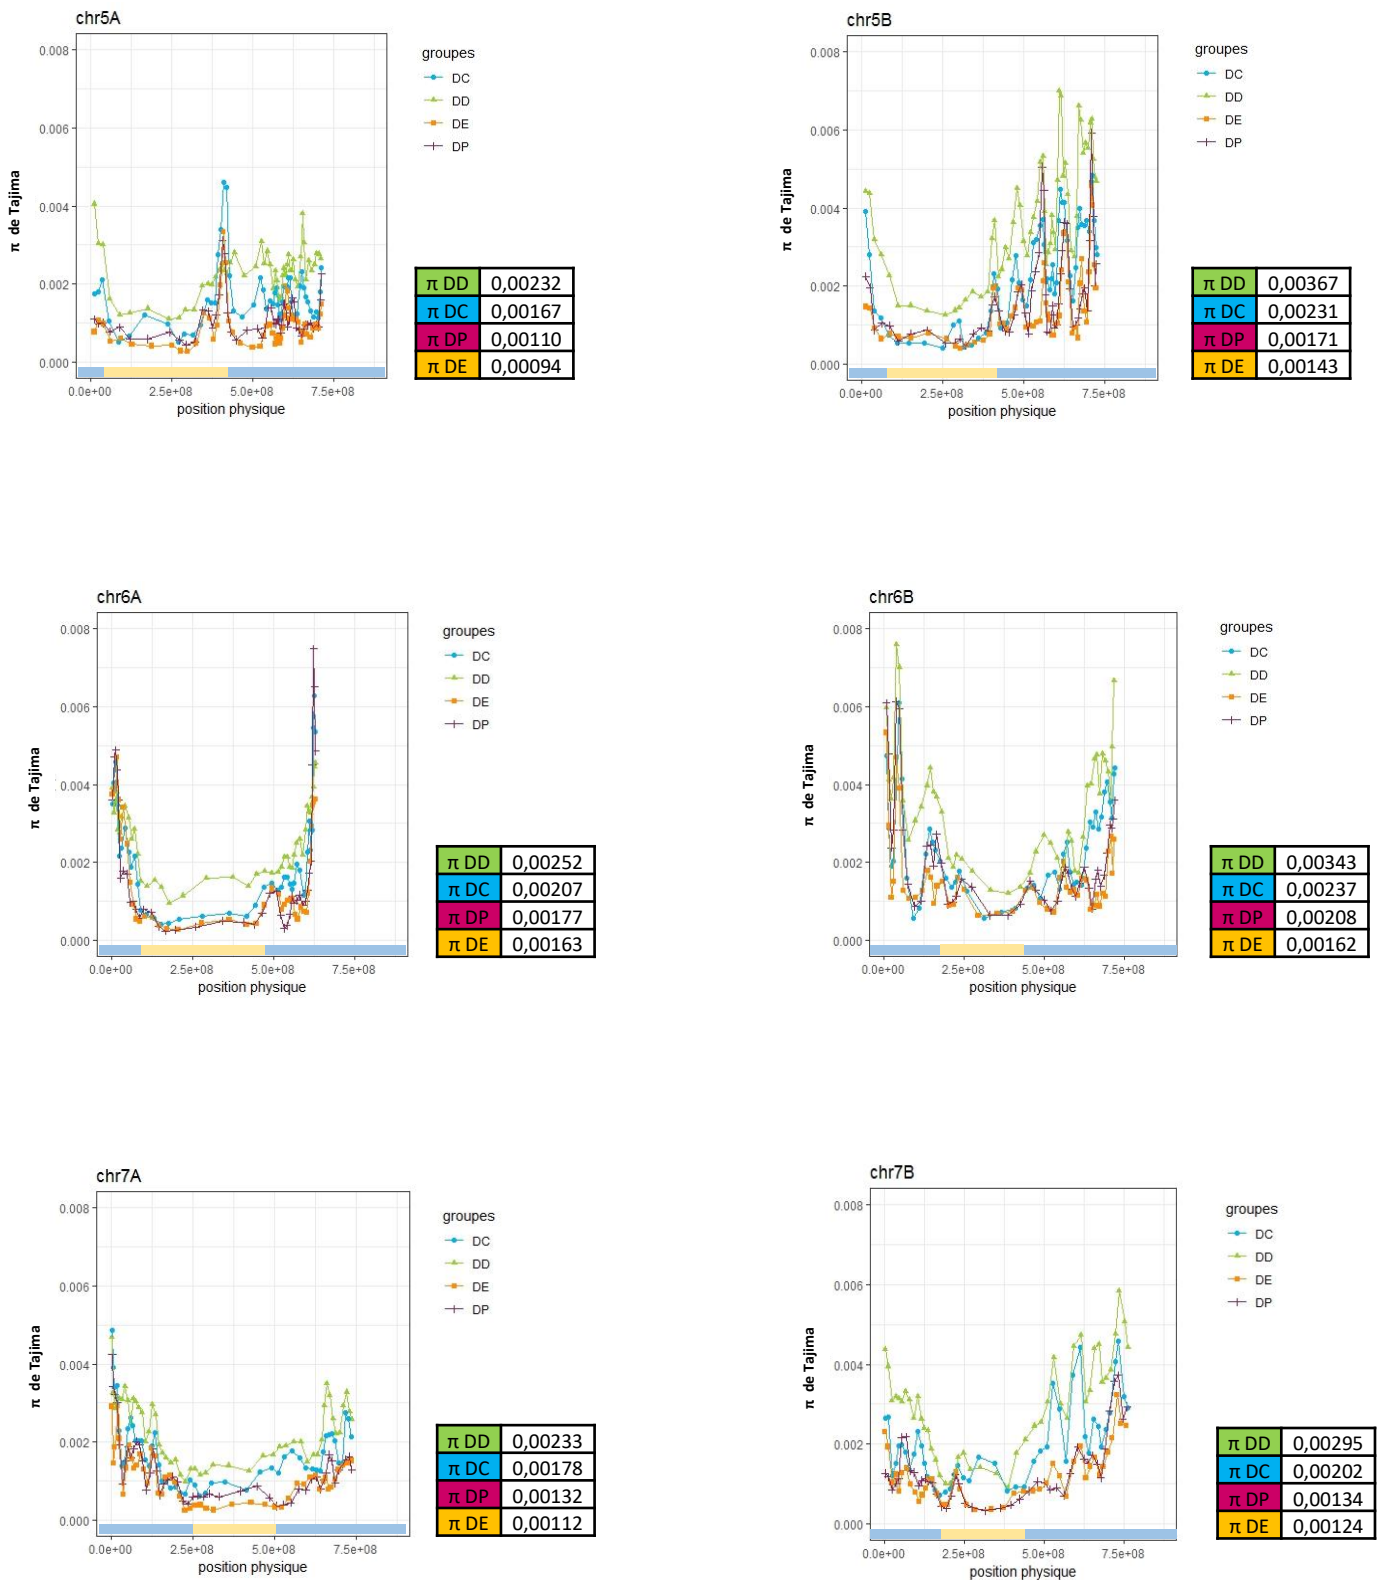 chr5A
0.008
0.006
0.004
0.002
0.000
π de Tajima
0.0e+00 2.5e+08 5.0e+08 7.5e+08
position physique
groupes
DC
DD
DE
DP
π DD 0,00232
π DC 0,00167
π DP 0,00110
π DE 0,00094
chr5B
0.008
0.006
0.004
0.002
0.000
π de Tajima
0.0e+00 2.5e+08 5.0e+08 7.5e+08
position physique
groupes
DC
DD
DE
DP
π DD 0,00367
π DC 0,00231
π DP 0,00171
π DE 0,00143
chr6A
0.008
0.006
0.004
0.002
0.000
π de Tajima
0.0e+00 2.5e+08 5.0e+08 7.5e+08
position physique
groupes
DC
DD
DE
DP
π DD 0,00252
π DC 0,00207
π DP 0,00177
π DE 0,00163
chr6B
0.008
0.006
0.004
0.002
0.000
π de Tajima
0.0e+00 2.5e+08 5.0e+08 7.5e+08
position physique
groupes
DC
DD
DE
DP
π DD 0,00343
π DC 0,00237
π DP 0,00208
π DE 0,00162
chr7A
0.008
0.006
0.004
0.002
0.000
π de Tajima
0.0e+00 2.5e+08 5.0e+08 7.5e+08
position physique
groupes
DC
DD
DE
DP
π DD 0,00233
π DC 0,00178
π DP 0,00132
π DE 0,00112
chr7B
0.008
0.006
0.004
0.002
0.000
π de Tajima
0.0e+00 2.5e+08 5.0e+08 7.5e+08
position physique
groupes
DC
DD
DE
DP
π DD 0,00295
π DC 0,00202
π DP 0,00134
π DE 0,00124